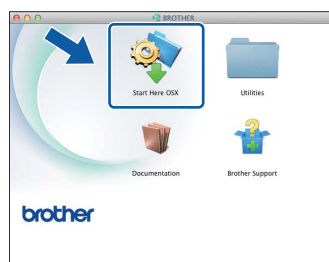 BROTHER
Start Here OSX
Utilities
Documentation
Brother Support
brother